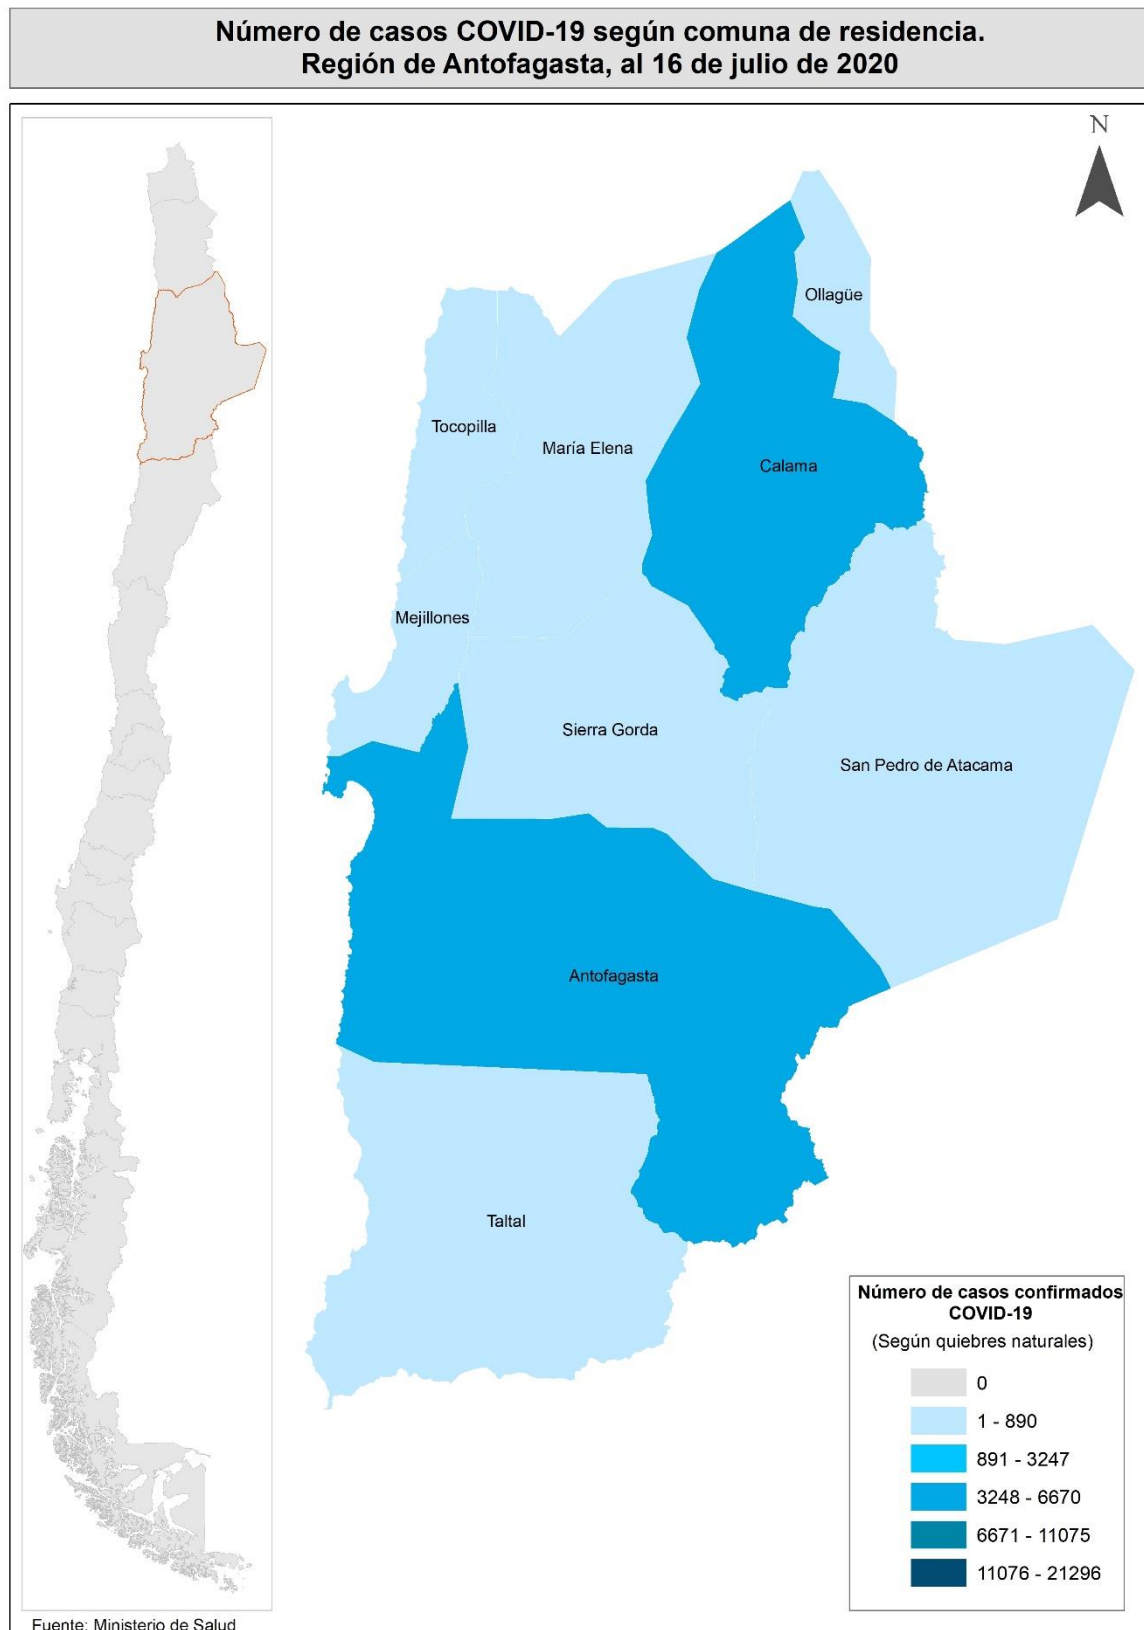 Número de casos COVID-19 según comuna de residencia.
Región de Antofagasta, al 16 de julio de 2020
N
Ollagüe
Tocopilla
María Elena
Calama
Mejillones
Sierra Gorda
San Pedro de Atacama
Antofagasta
Taltal
Número de casos confirmados
COVID-19
(Según quiebres naturales)
0
1 - 890
891 - 3247
3248 - 6670
6671 - 11075
11076 - 21296
Fuente: Ministerio de Salud